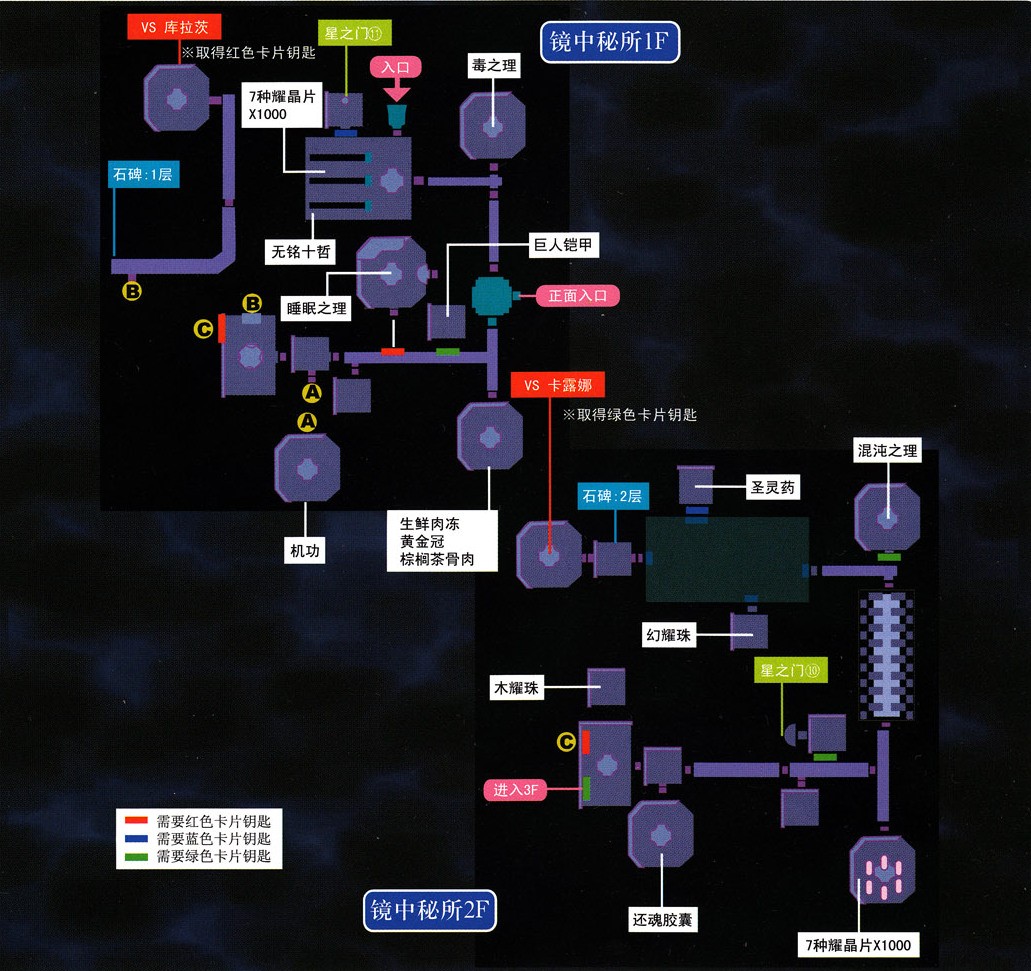 VS 库拉茨
※取得红色卡片钥匙
星之门⑪
镜中秘所1F
入口
毒之理
7种耀晶片
X1000
石碑:1层
无铭十哲
巨人铠甲
B
睡眠之理
正面入口
B
C
A
A
VS 卡露娜
※取得绿色卡片钥匙
混沌之理
圣灵药
石碑:2层
生鲜肉冻
黄金冠
棕榈茶骨肉
机功
幻耀珠
星之门⑩
木耀珠
C
进入3F
需要红色卡片钥匙
需要蓝色卡片钥匙
需要绿色卡片钥匙
镜中秘所2F
还魂胶囊
7种耀晶片X1000